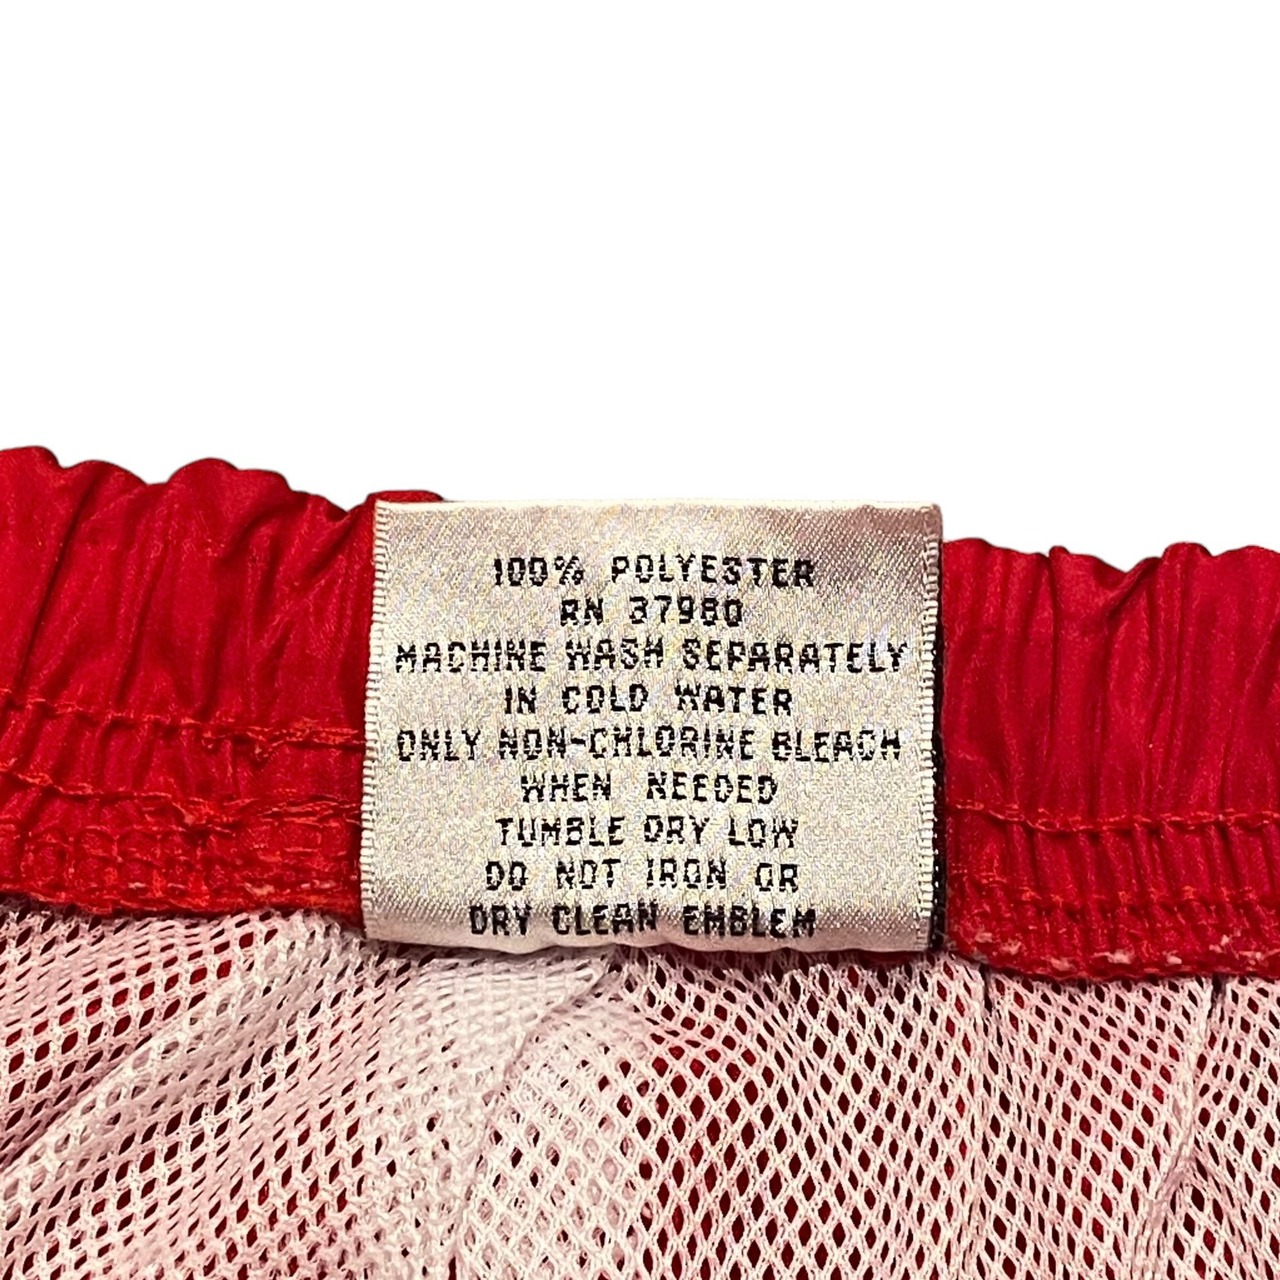 100% POLYESTER
RN 37980
MACHINE WASH SEPARATELY
IN COLD WATER
ONLY NON-CHLORINE BLEACH
WHEN NEEDED
TUMBLE DRY LOW
DO NOT IRON OR
DRY CLEAN EMBLEM